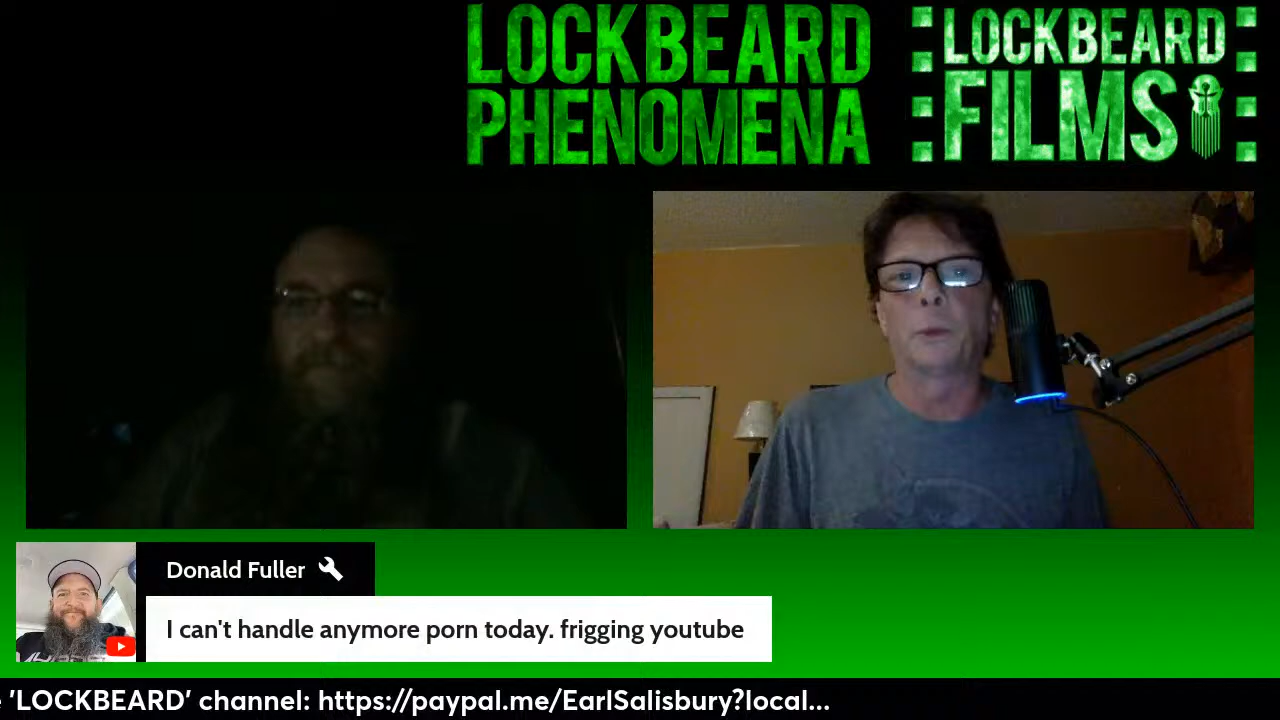 LOCKBEARD
PHENOMENA
LOCKBEARD
FILMS
Donald Fuller
I can't handle anymore porn today. frigging youtube
'LOCKBEARD' channel: https://paypal.me/EarlSalisbury?local...